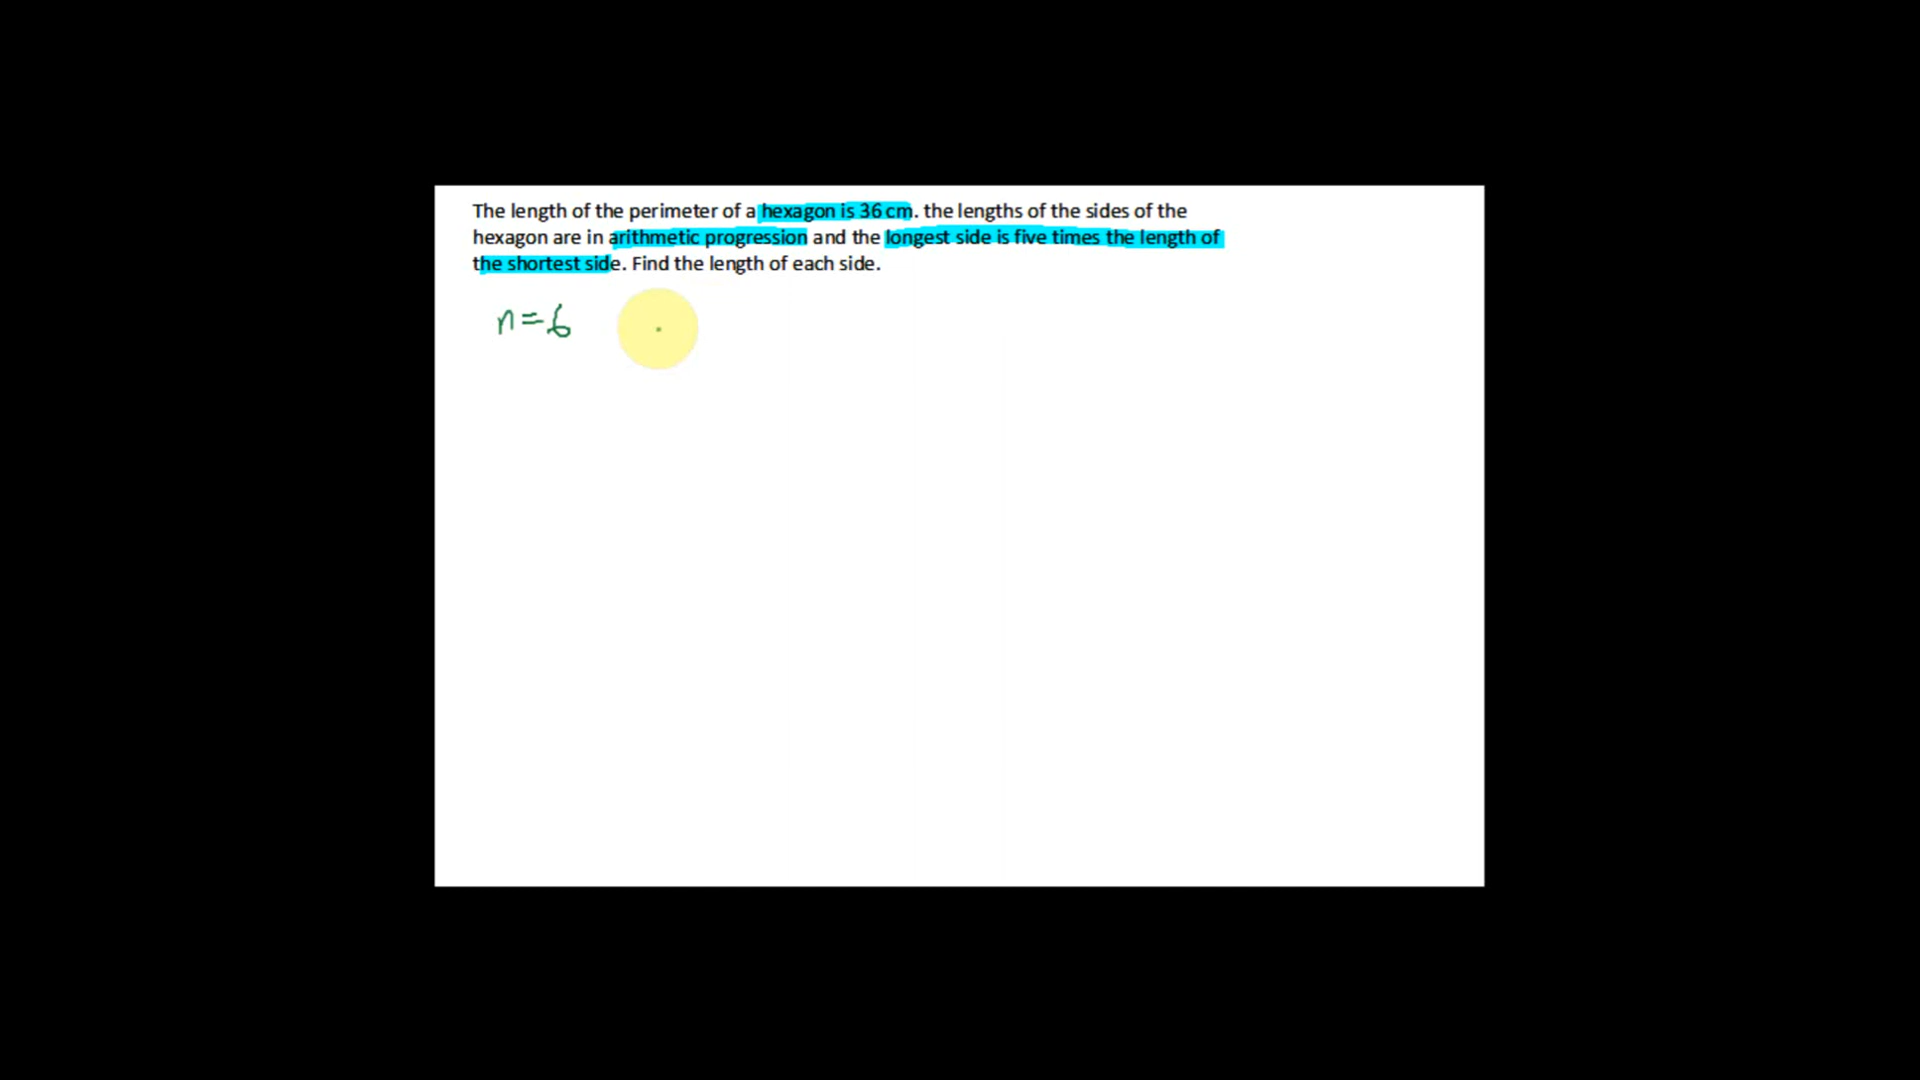 The length of the perimeter of a hexagon is 36 cm. the lengths of the sides of the
hexagon are in arithmetic progression and the longest side is five times the length of
the shortest side. Find the length of each side.
n=6